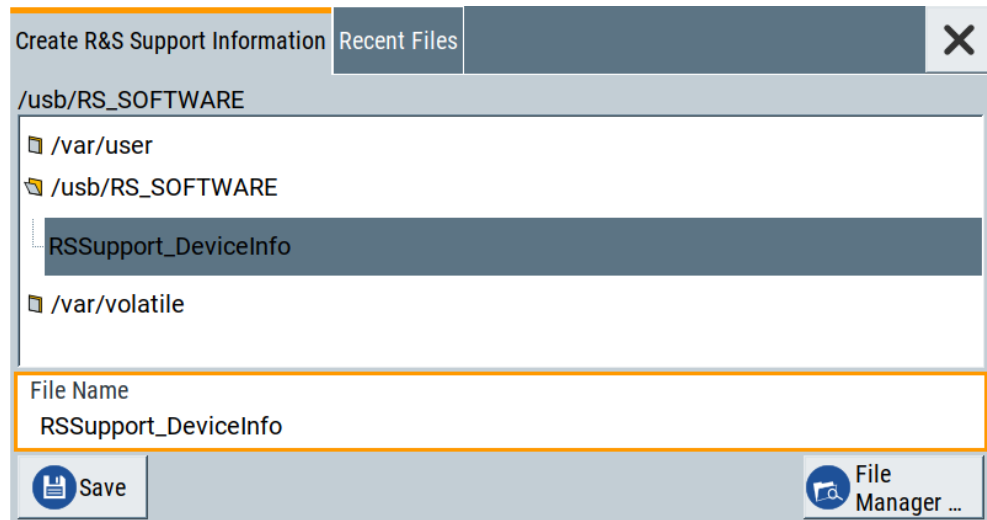 Create R&S Support Information Recent Files
/usb/RS_SOFTWARE
/var/user
/usb/RS_SOFTWARE
RSSupport_DeviceInfo
/var/volatile
File Name
RSSupport_DeviceInfo
Save
File
Manager ...